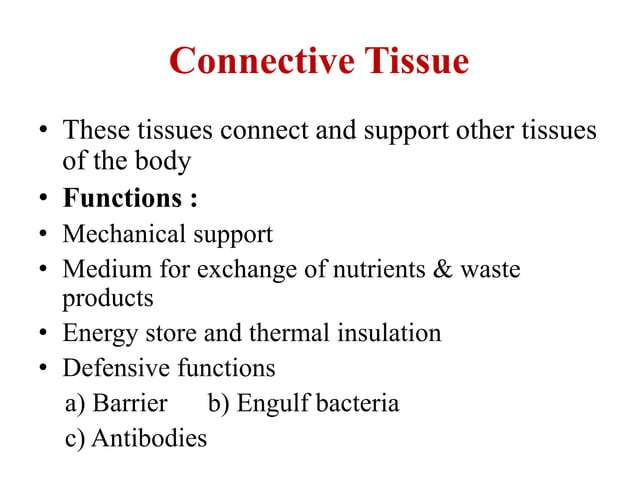 Connective Tissue
• These tissues connect and support other tissues
of the body
• Functions :
• Mechanical support
• Medium for exchange of nutrients & waste
products
• Energy store and thermal insulation
• Defensive functions
a) Barrier b) Engulf bacteria
c) Antibodies